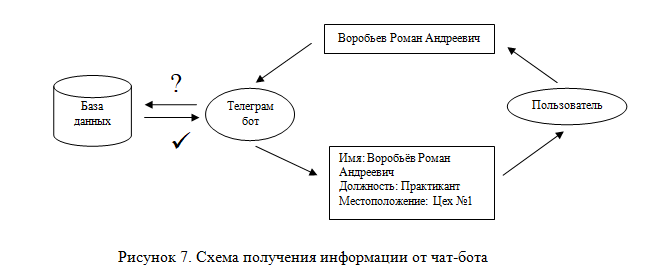 Воробьев Роман Андреевич
?
База
данных
Телеграм
бот
Пользователь
Имя: Воробьёв Роман
Андреевич
Должность: Практикант
Местоположение: Цех №1
Рисунок 7. Схема получения информации от чат-бота